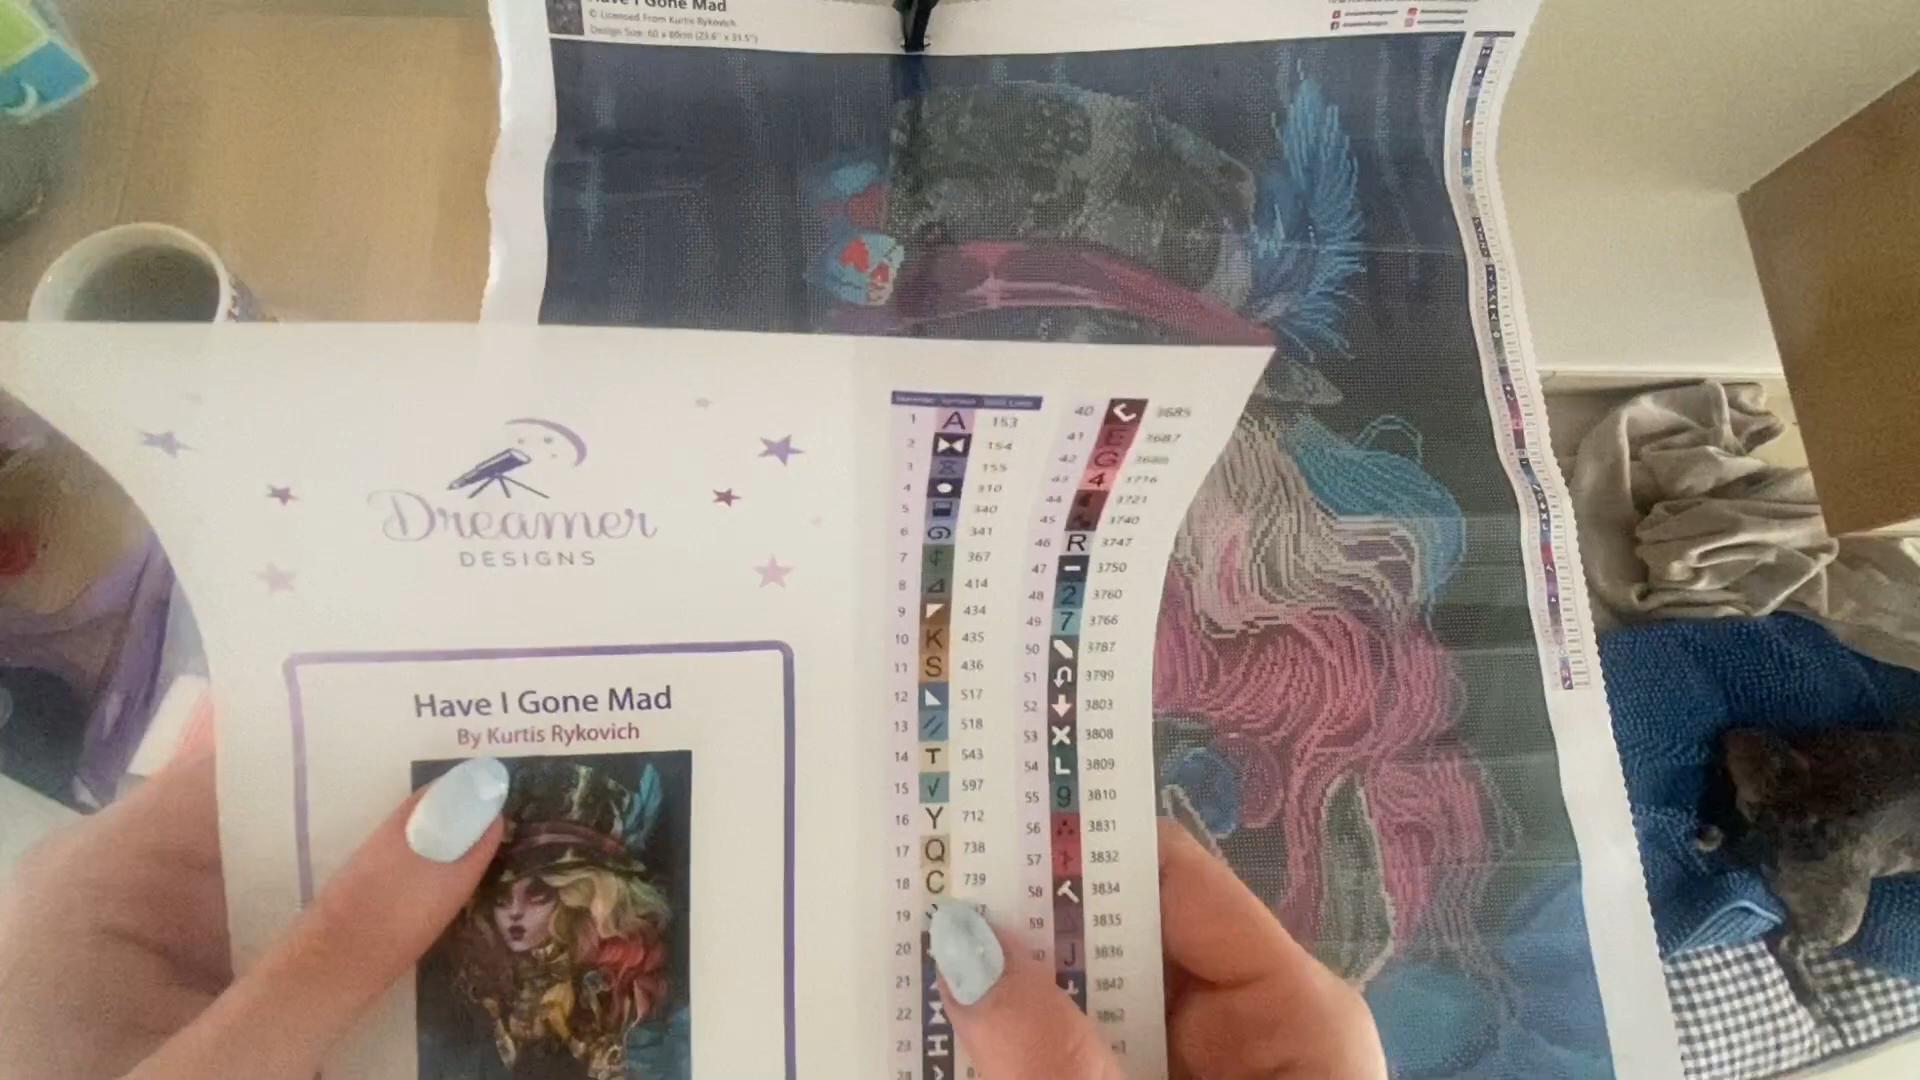 Have I Gone Mad
© Licensed From Kurtis Rykovich
Design Size: 60 x 80cm (23.6" x 31.5")
Dreamer
DESIGNS
Have I Gone Mad
By Kurtis Rykovich
1 A 153
2 154
3 155
4 310
5 340
6 341
7 367
8 414
9 434
10 K 435
11 S 436
12 517
13 518
14 T 543
15 √ 597
16 Y 712
17 Q 738
18 C 739
19
20
21
22
23
40 3685
41 E 3687
42 G 3688
43 4 3716
44 3721
45 3740
46 R 3747
47 3750
48 2 3760
49 7 3766
50 3787
51 3799
52 3803
53 X 3808
54 L 3809
55 9 3810
56 3831
57 3832
58 3834
59 3835
J 3836
3842
3862